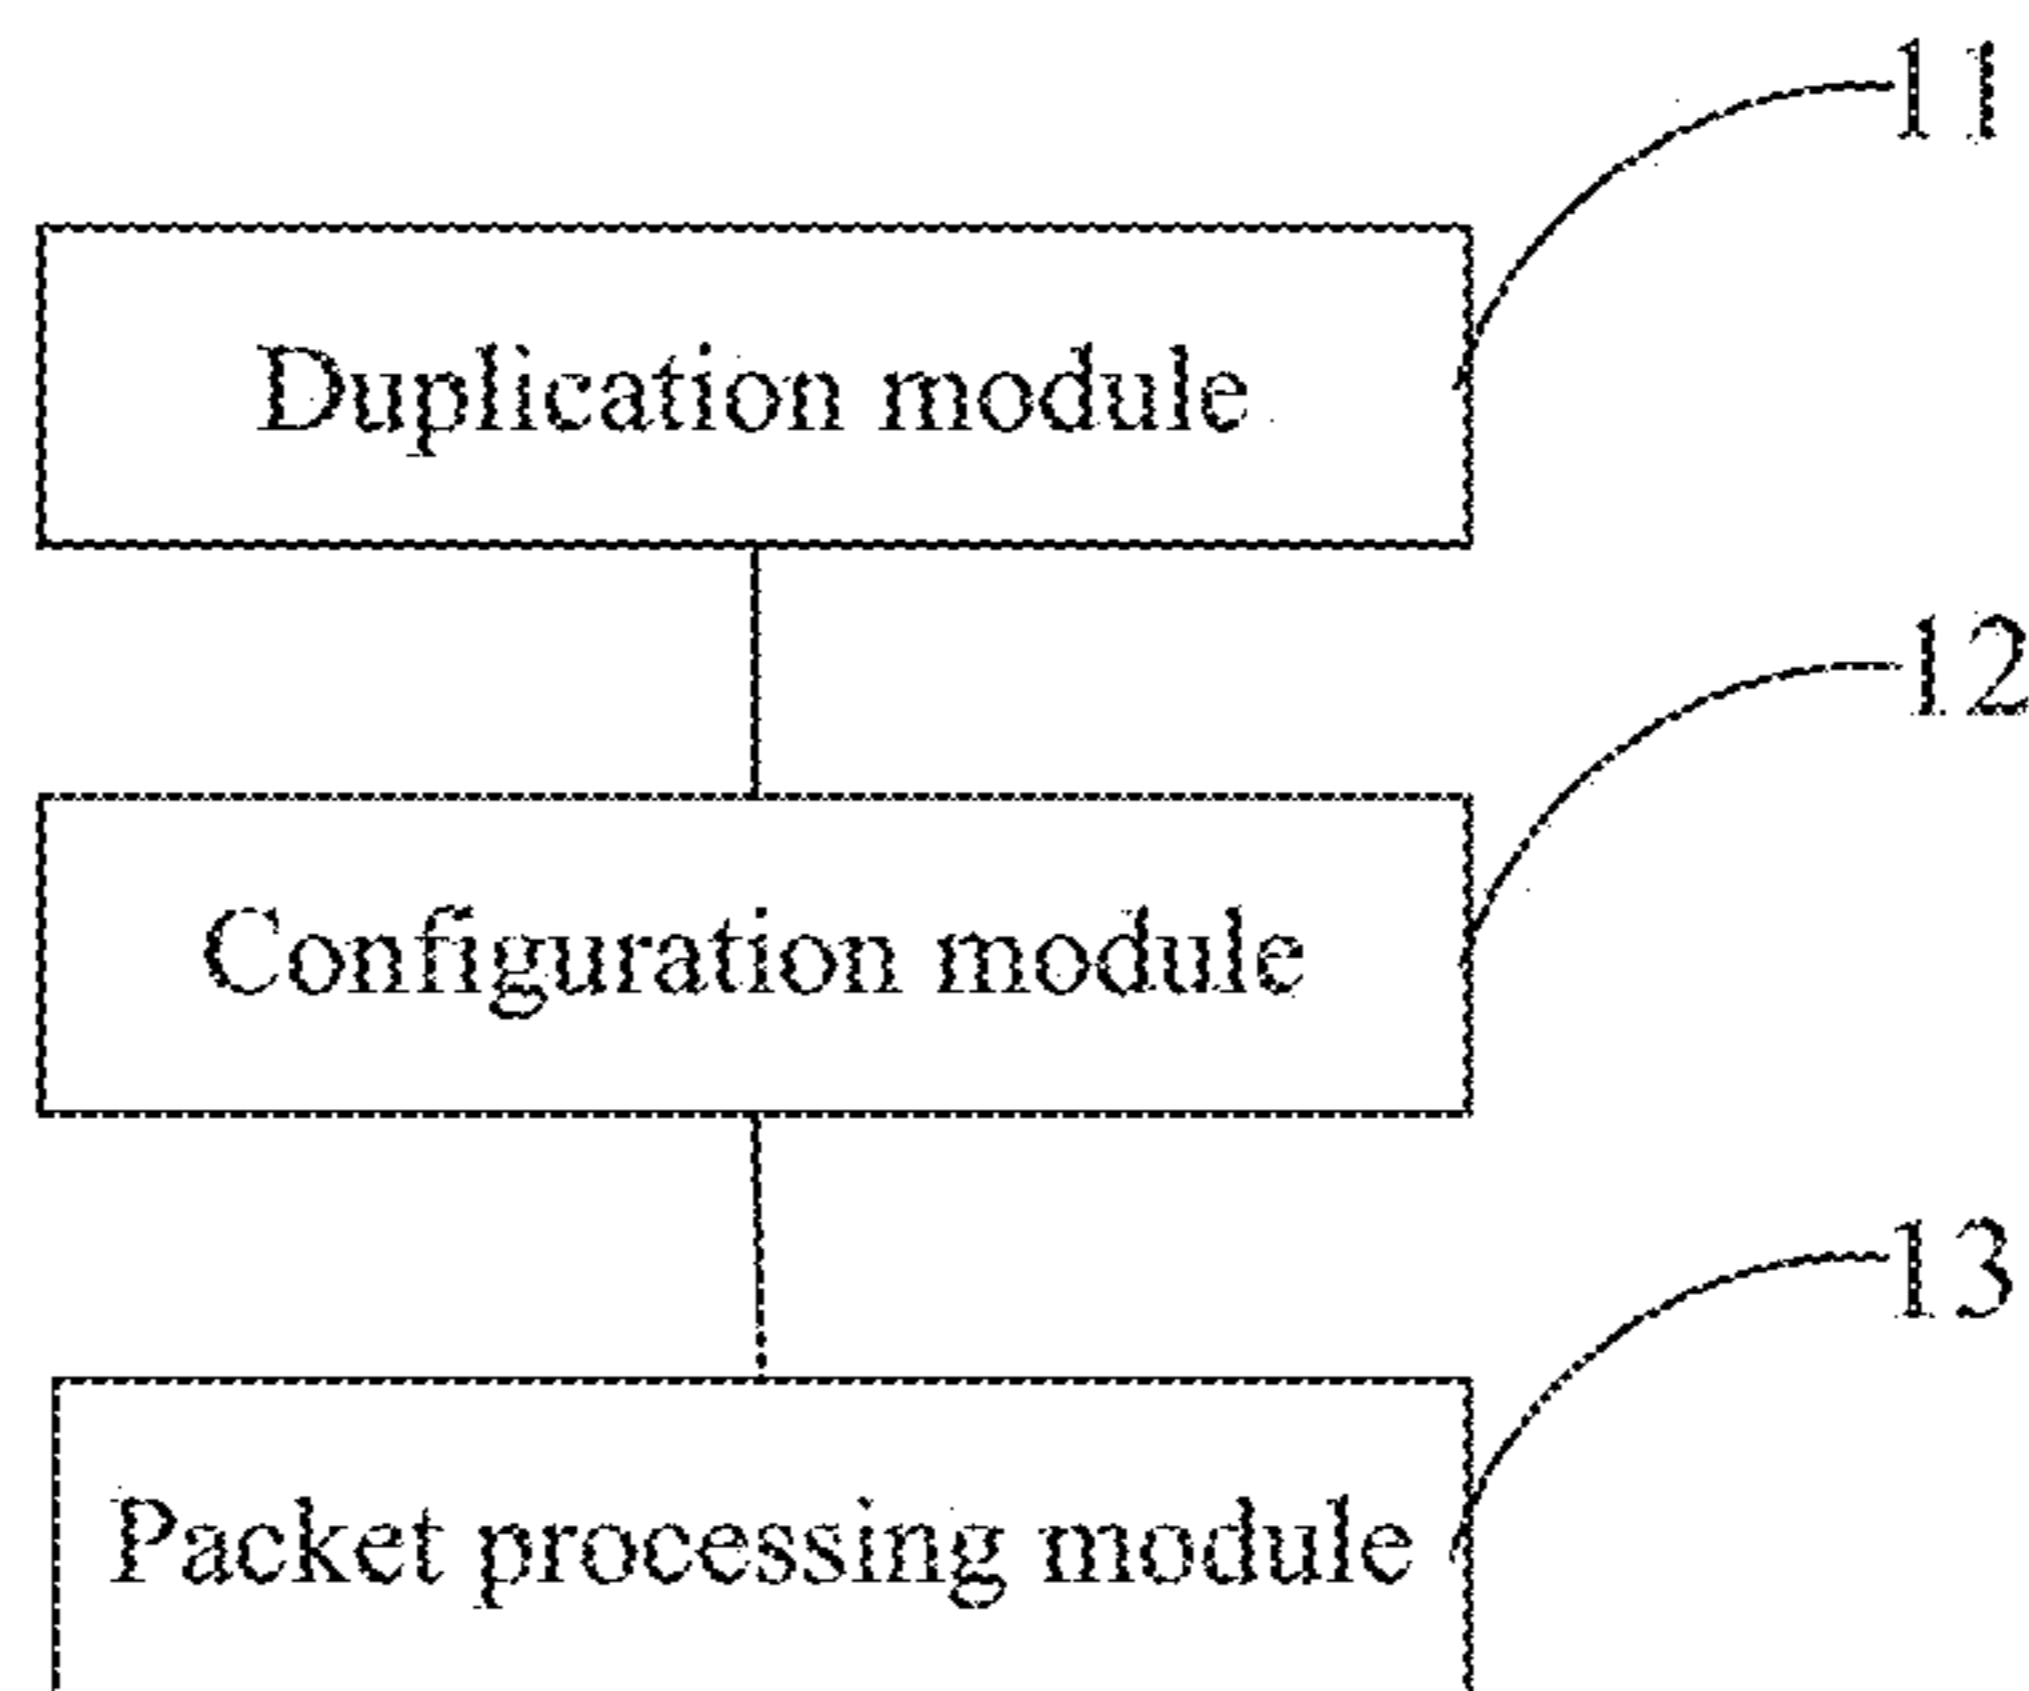 11
Duplication module
12
Configuration module
13
Packet processing module